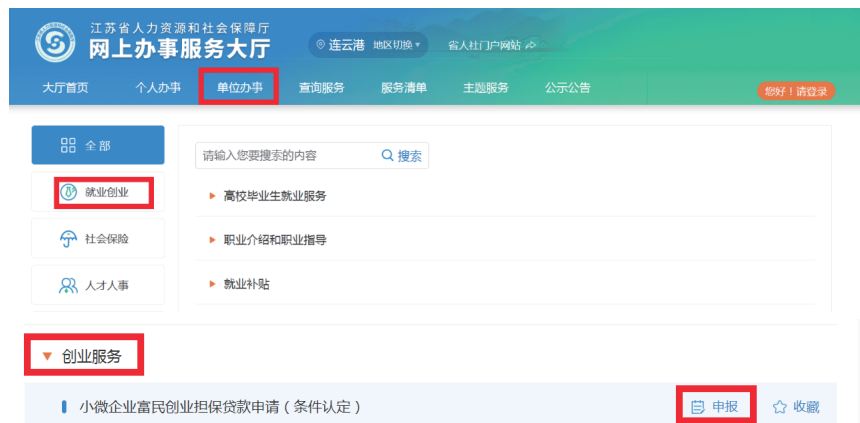 江苏省人力资源和社会保障厅
网上办事服务大厅
连云港 地区切换
省人社门户网站
大厅首页 个人办事 单位办事 查询服务 服务清单 主题服务 公示公告 您好！请登录
全部
请输入您要搜索的内容 搜索
就业创业
高校毕业生就业服务
社会保险
职业介绍和职业指导
人才人事
就业补贴
创业服务
小微企业富民创业担保贷款申请（条件认定） 申报 收藏